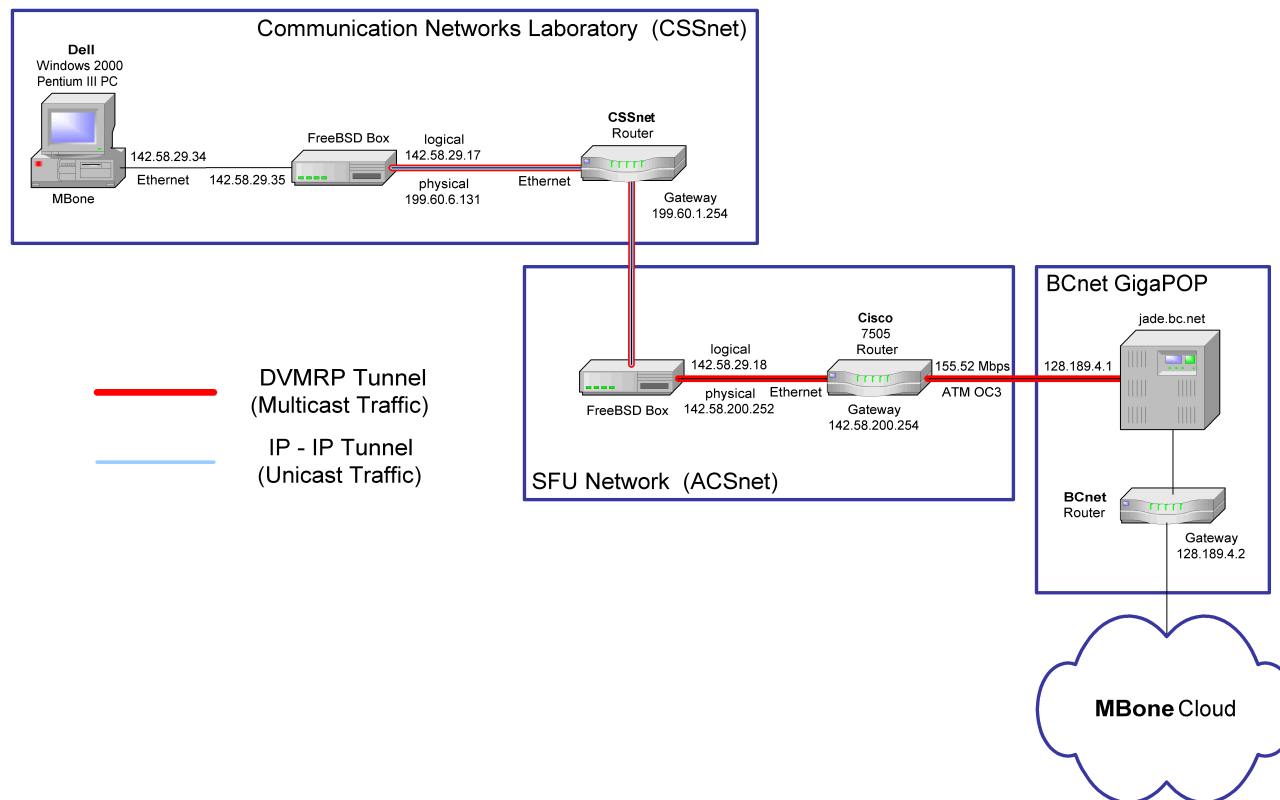 Communication Networks Laboratory (CSSnet)
Dell
Windows 2000
Pentium III PC
MBone
142.58.29.34
Ethernet
142.58.29.35
FreeBSD Box
logical
142.58.29.17
physical
199.60.6.131
Ethernet
CSSnet
Router
Gateway
199.60.1.254
DVMRP Tunnel
(Multicast Traffic)
IP - IP Tunnel
(Unicast Traffic)
FreeBSD Box
logical
142.58.29.18
physical
142.58.200.252
Ethernet
Cisco
7505
Router
Gateway
142.58.200.254
155.52 Mbps
ATM OC3
SFU Network (ACSnet)
BCnet GigaPOP
jade.bc.net
128.189.4.1
BCnet
Router
Gateway
128.189.4.2
MBone Cloud